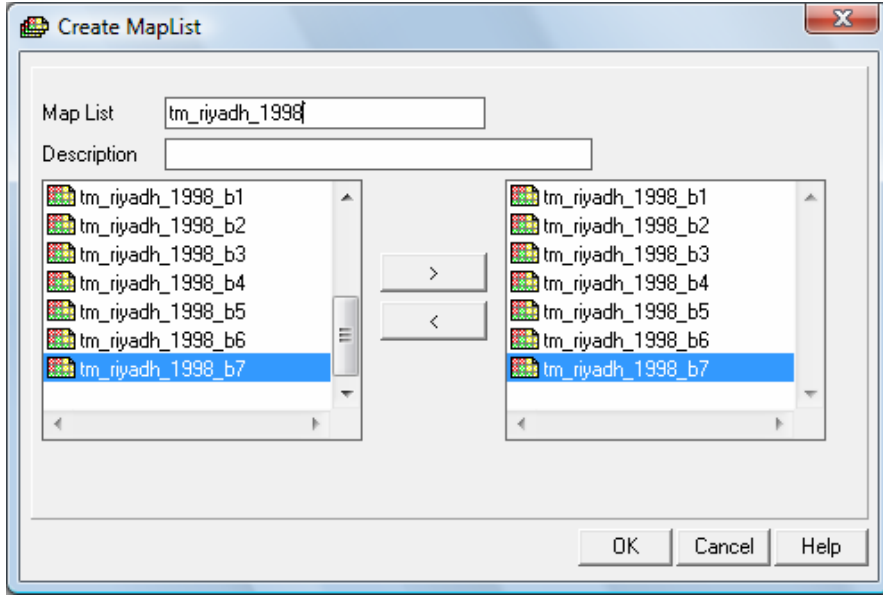 Create MapList
x
Map List tm_riyadh_1998
Description
tm_riyadh_1998_b1
tm_riyadh_1998_b2
tm_riyadh_1998_b3
tm_riyadh_1998_b4
tm_riyadh_1998_b5
tm_riyadh_1998_b6
tm_riyadh_1998_b7
>
<
tm_riyadh_1998_b1
tm_riyadh_1998_b2
tm_riyadh_1998_b3
tm_riyadh_1998_b4
tm_riyadh_1998_b5
tm_riyadh_1998_b6
tm_riyadh_1998_b7
OK Cancel Help